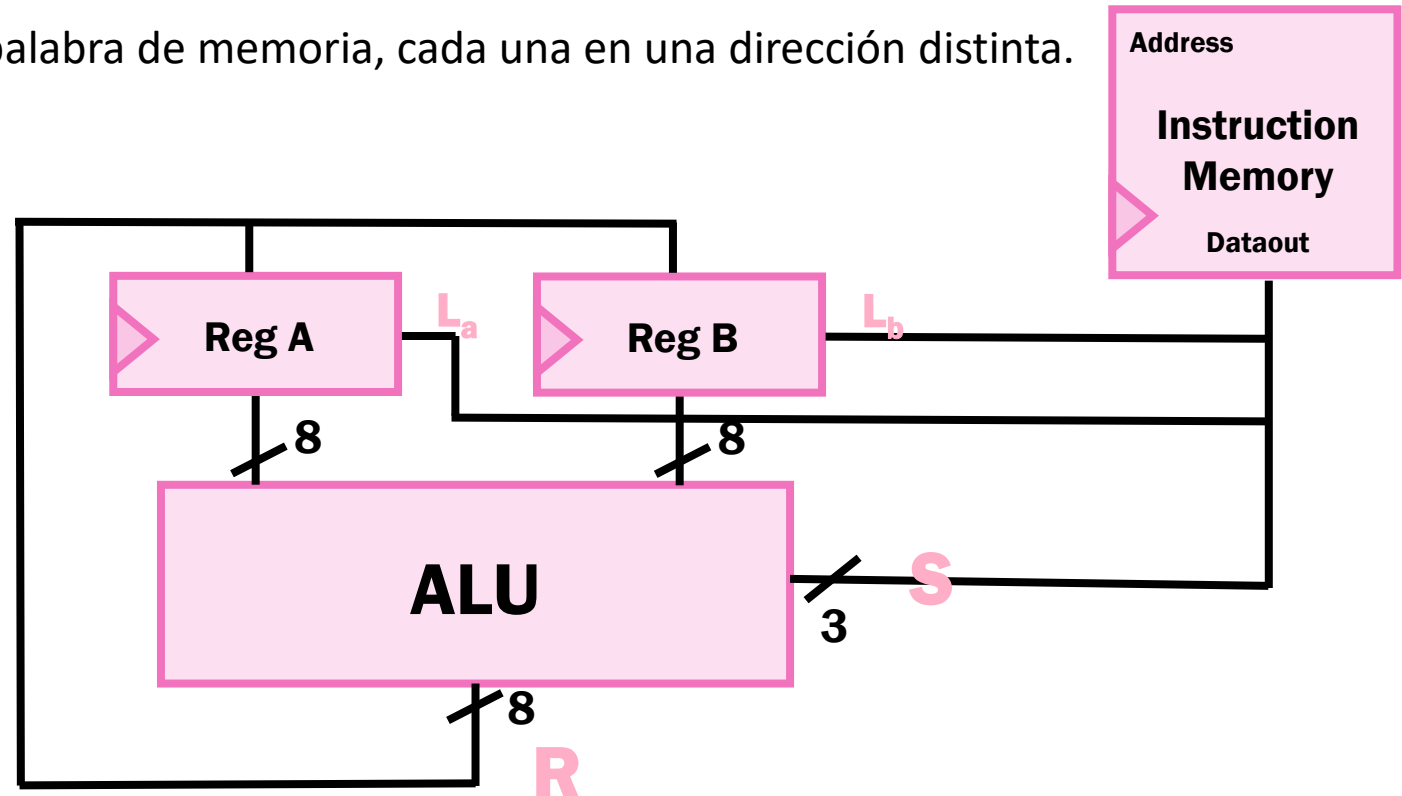 palabra de memoria, cada una en una dirección distinta.
Address
Instruction
Memory
Dataout
Reg A
La
Reg B
Lb
8
8
ALU
S
3
8
R